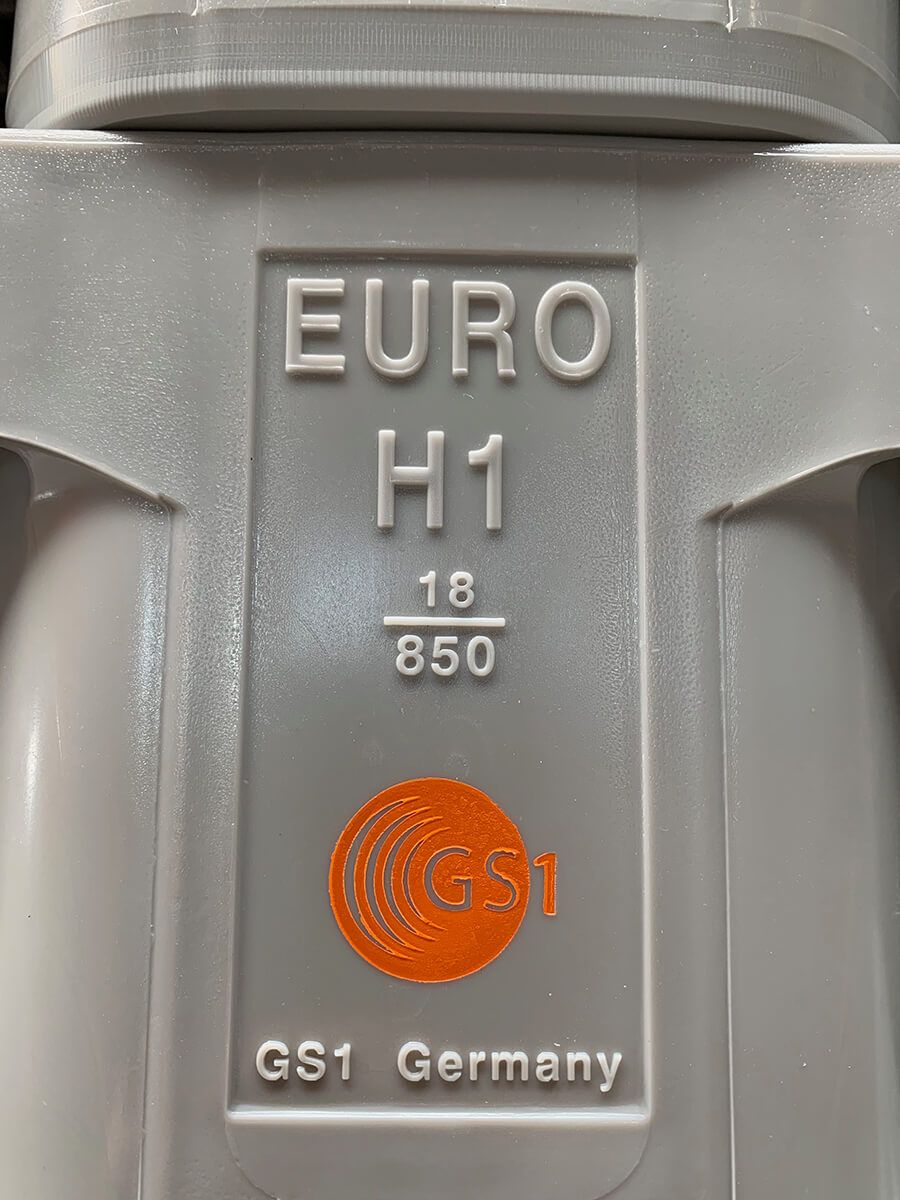 EURO
H1
18
850
GS1
GS1 Germany